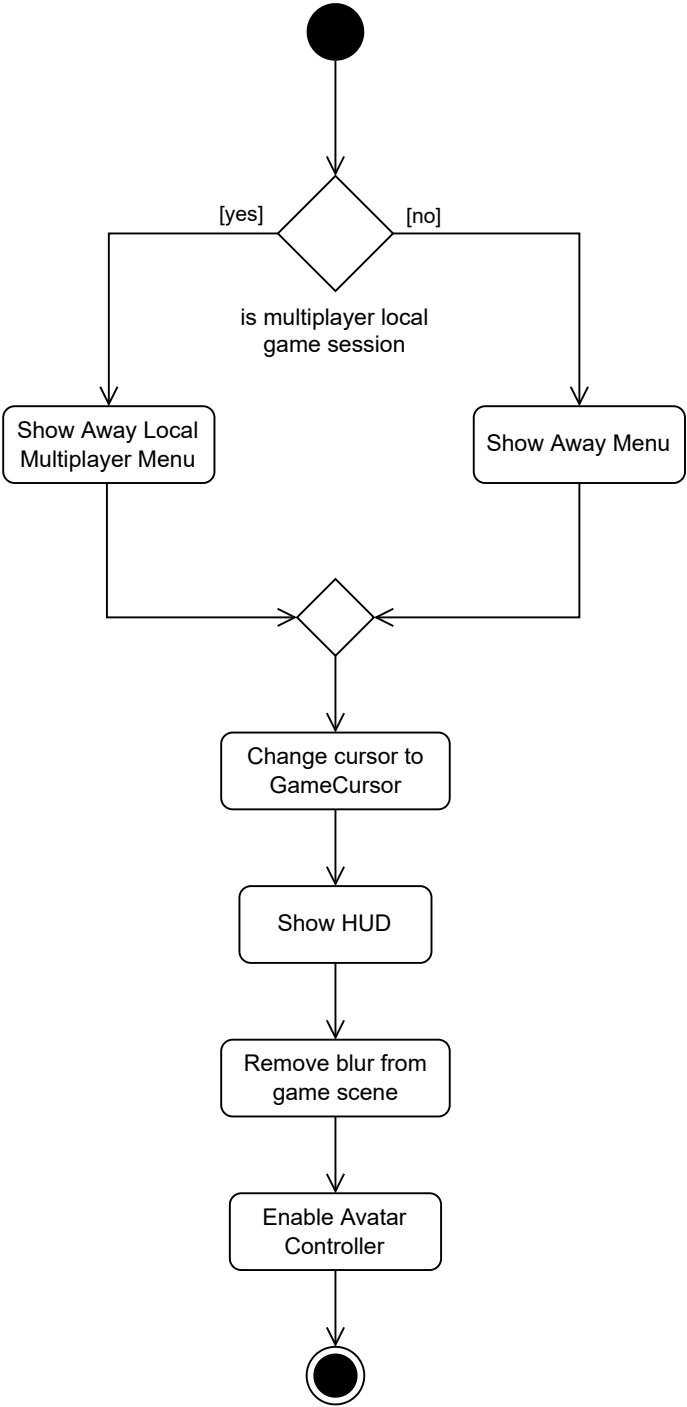 [yes]
[no]
is multiplayer local
game session
Show Away Local
Multiplayer Menu
Show Away Menu
Change cursor to
GameCursor
Show HUD
Remove blur from
game scene
Enable Avatar
Controller